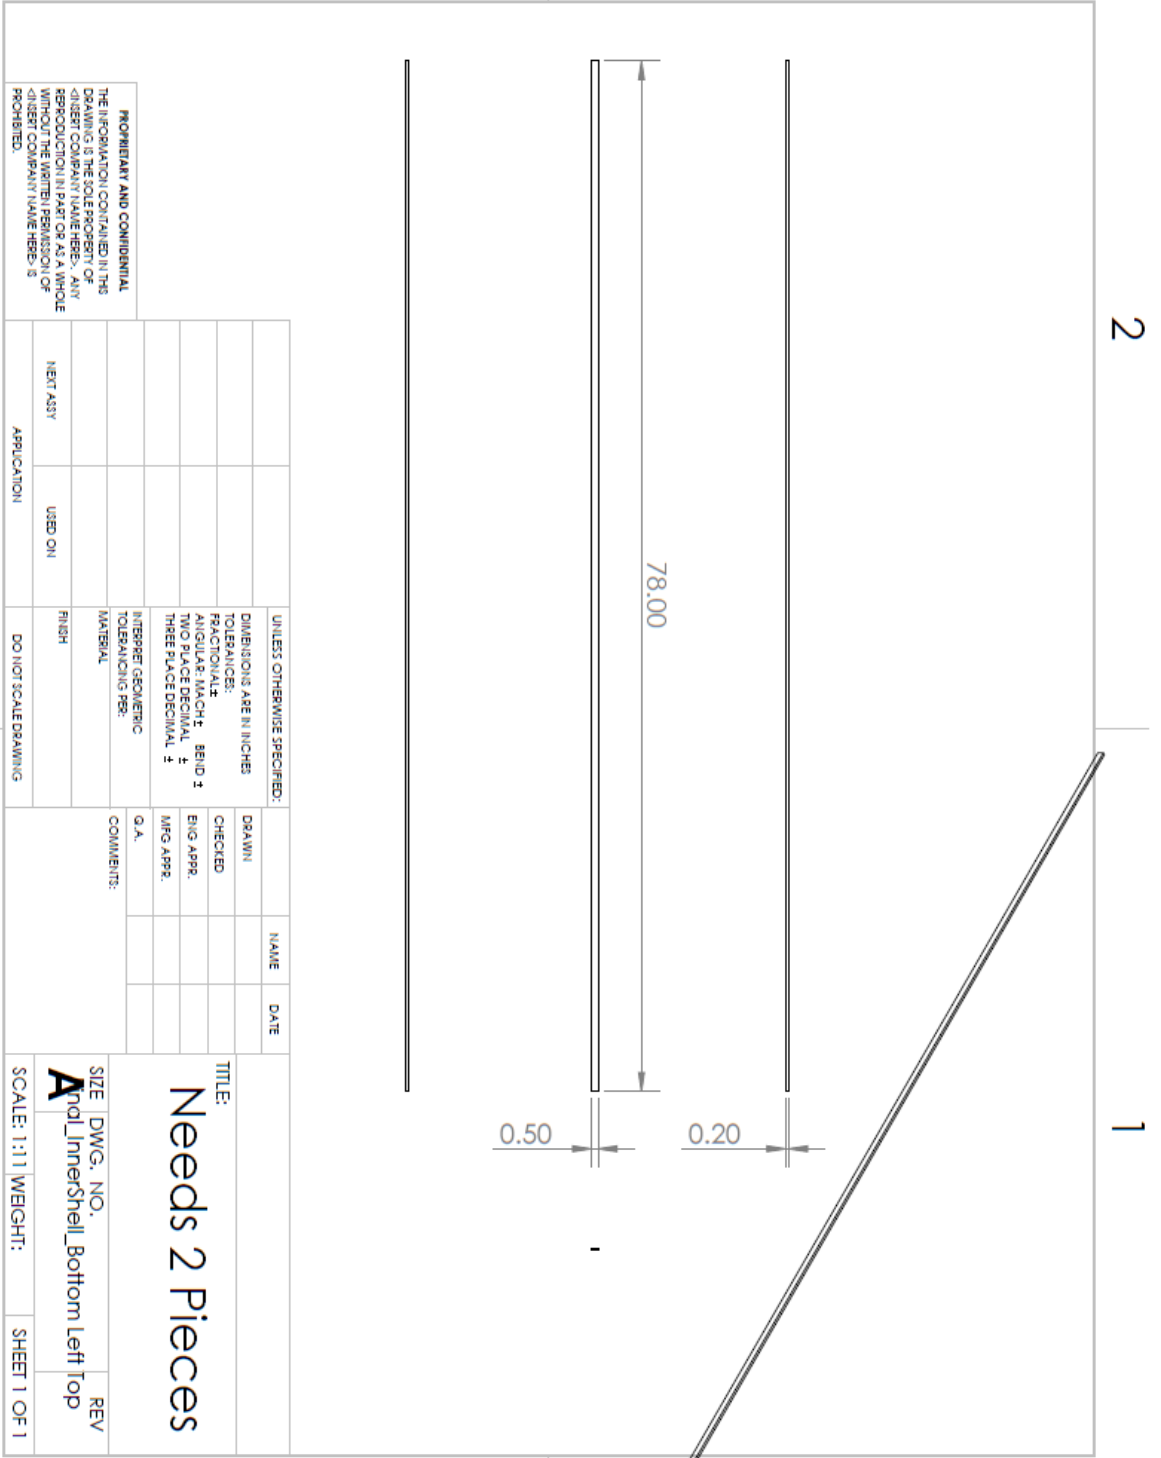 2
1
78.00
0.50
0.20
PROPRIETARY AND CONFIDENTIAL
THE INFORMATION CONTAINED IN THIS
DRAWING IS THE SOLE PROPERTY OF
<INSERT COMPANY NAME HERE>. ANY
REPRODUCTION IN PART OR AS A WHOLE
WITHOUT THE WRITTEN PERMISSION OF
<INSERT COMPANY NAME HERE> IS
PROHIBITED.
NEXT ASSY
USED ON
APPLICATION
UNLESS OTHERWISE SPECIFIED:
DIMENSIONS ARE IN INCHES
TOLERANCES:
FRACTIONAL±
ANGULAR: MACH± BEND ±
TWO PLACE DECIMAL ±
THREE PLACE DECIMAL ±
INTERPRET GEOMETRIC
TOLERANCING PER:
MATERIAL
FINISH
DO NOT SCALE DRAWING
NAME
DATE
DRAWN
CHECKED
ENG APPR.
MFG APPR.
Q.A.
COMMENTS:
TITLE:
Needs 2 Pieces
SIZE
DWG. NO.
REV
A
inal_InnerShell_Bottom Left Top
SCALE: 1:11
WEIGHT:
SHEET 1 OF 1